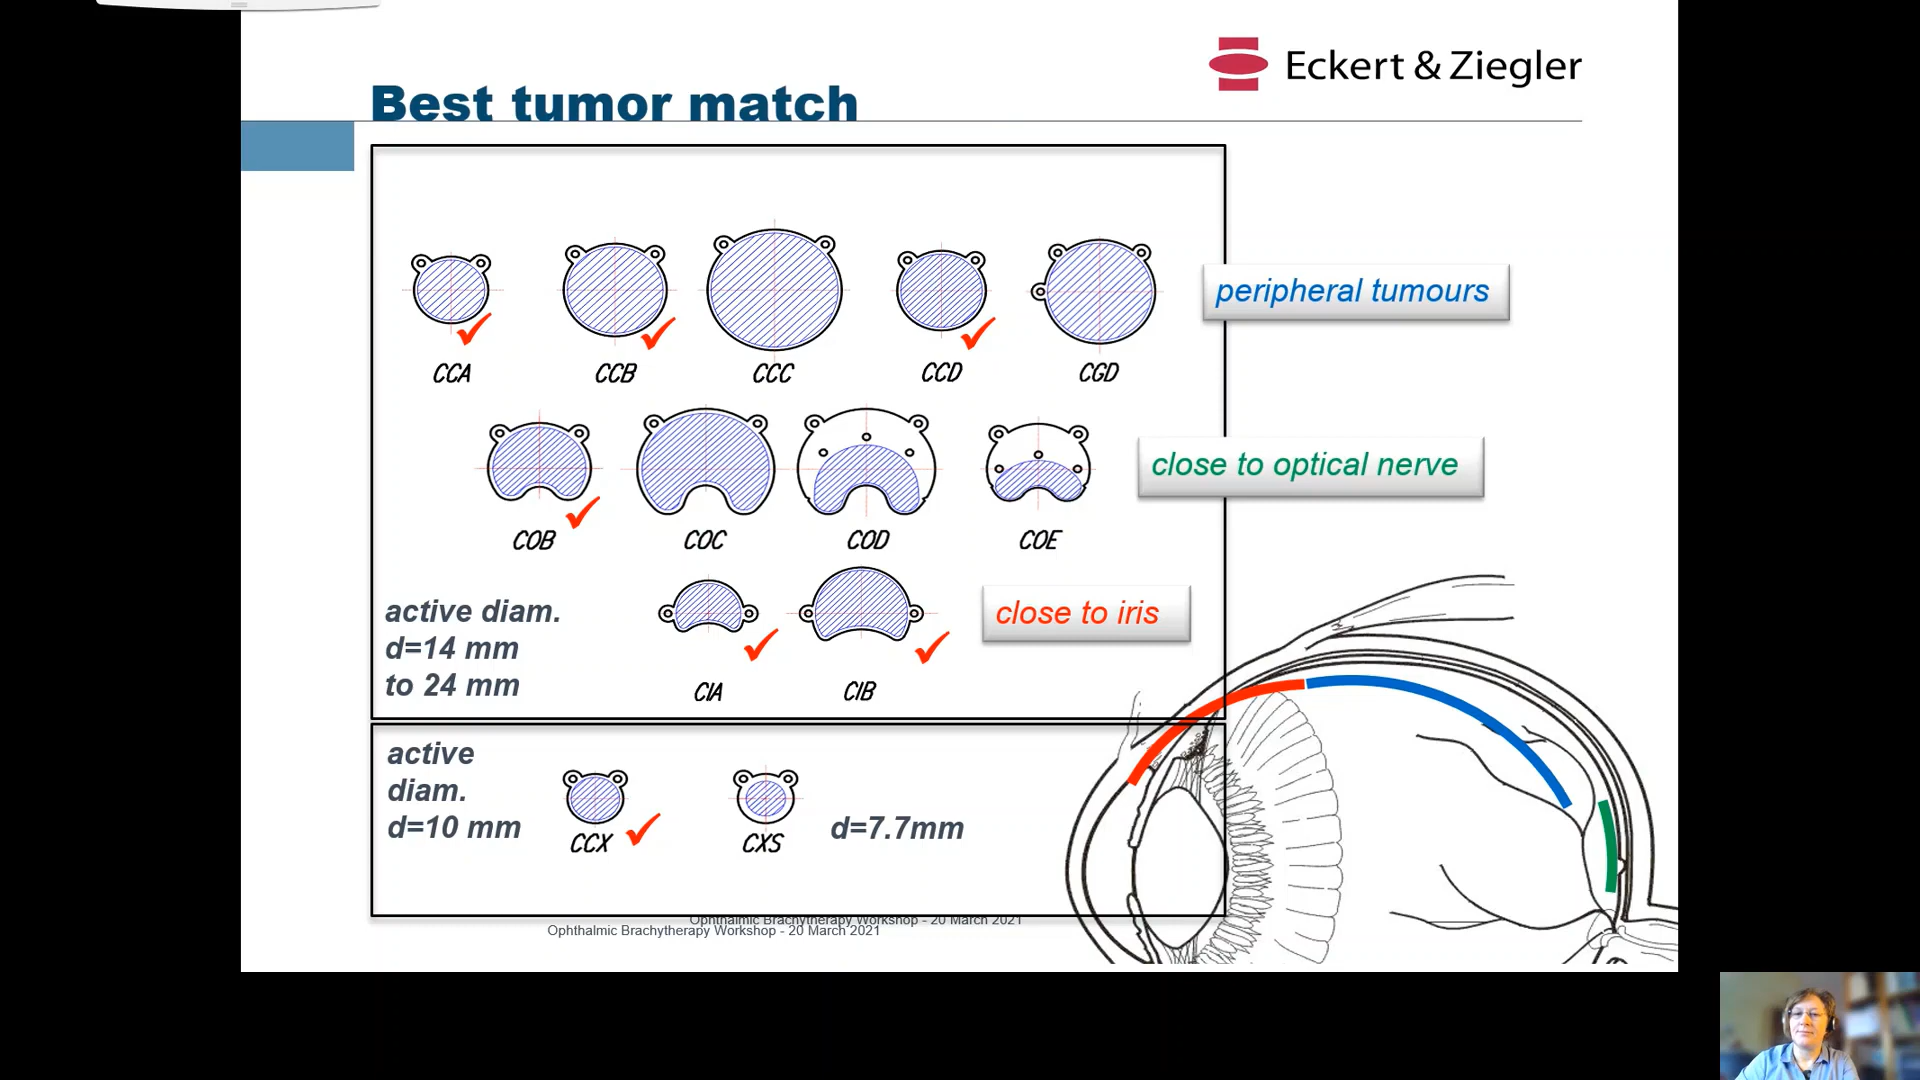 Eckert & Ziegler
Best tumor match
CCA
CCB
CCC
CCD
CGD
peripheral tumours
COB
COC
COD
COE
close to optical nerve
active diam.
d=14 mm
to 24 mm
CIA
CIB
close to iris
active
diam.
d=10 mm
CCX
CXS
d=7.7mm
Ophthalmic Brachytherapy Workshop - 20 March 2021
Ophthalmic Brachytherapy Workshop - 20 March 2021